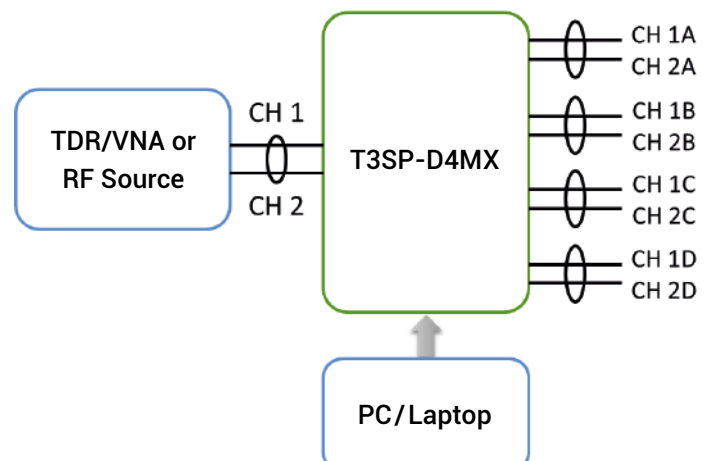 TDR/VNA or
RF Source
CH 1
CH 2
T3SP-D4MX
CH 1A
CH 2A
CH 1B
CH 2B
CH 1C
CH 2C
CH 1D
CH 2D
PC/Laptop